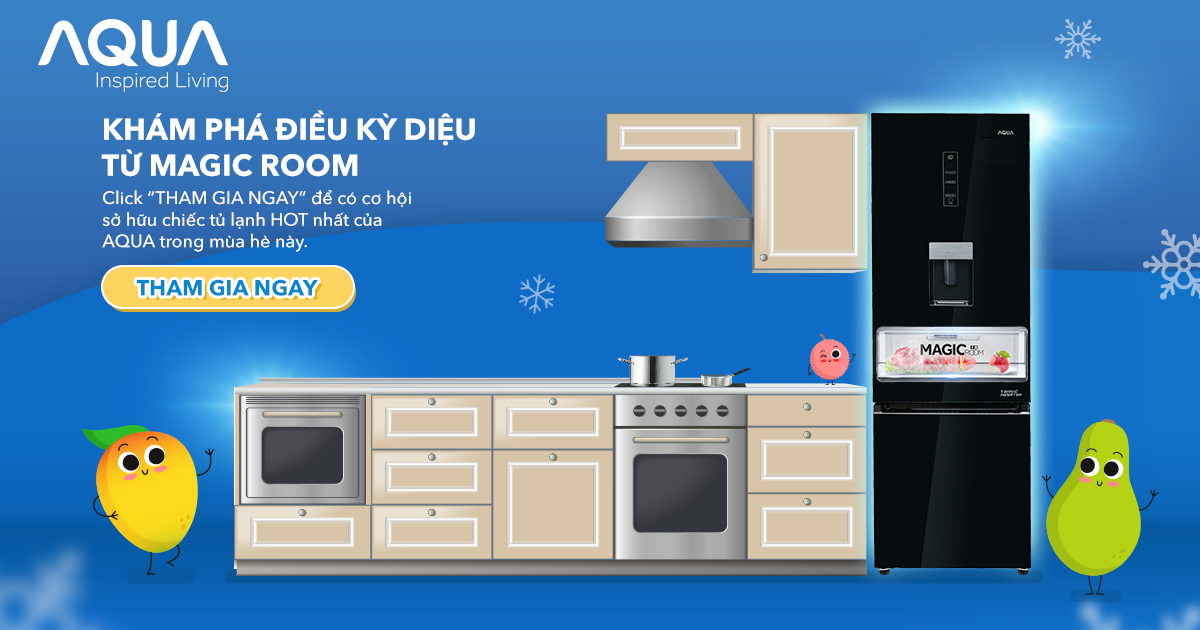 AQUA
Inspired Living
KHÁM PHÁ ĐIỀU KỲ DIỆU
TỪ MAGIC ROOM
Click “THAM GIA NGAY” để có cơ hội
sở hữu chiếc tủ lạnh HOT nhất của
AQUA trong mùa hè này.
THAM GIA NGAY
AQUA
MAGIC ROOM
TWIN INVERTER